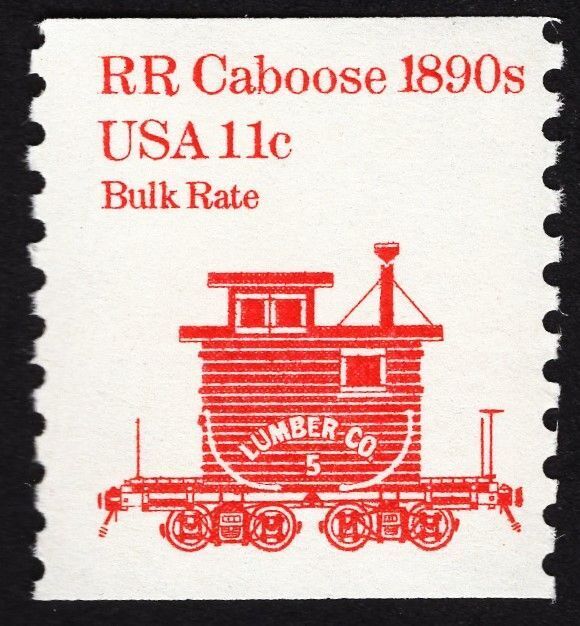 RR Caboose 1890s
USA 11c
Bulk Rate
LUMBER CO.
5